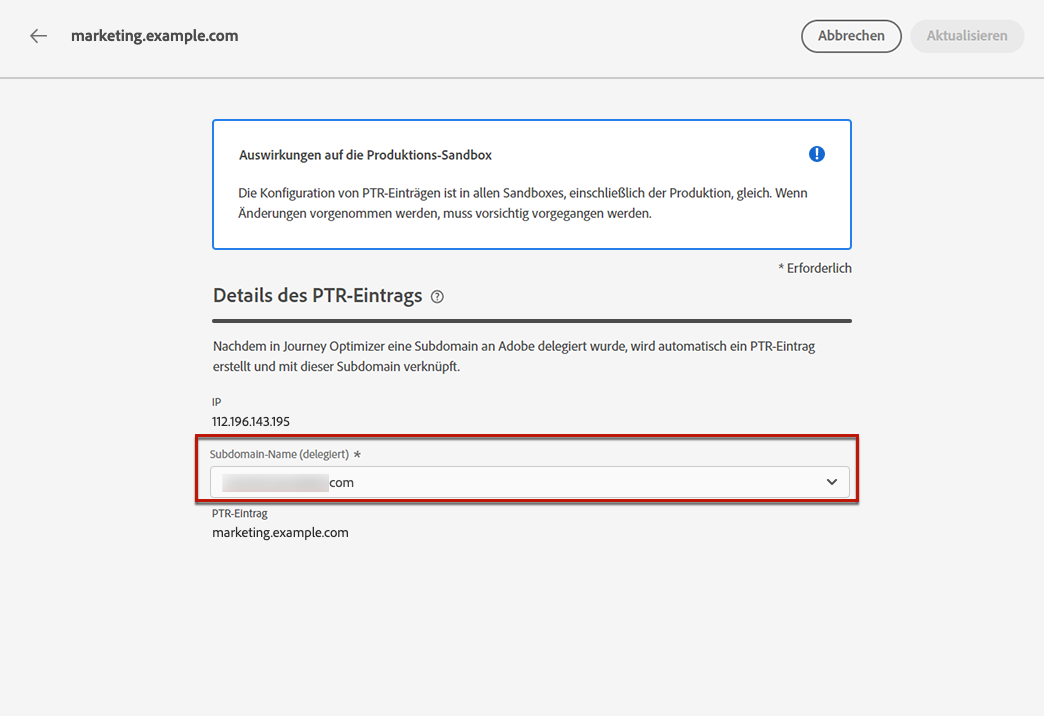 marketing.example.com
Abbrechen
Aktualisieren
Auswirkungen auf die Produktions-Sandbox
Die Konfiguration von PTR-Einträgen ist in allen Sandboxes, einschließlich der Produktion, gleich. Wenn
Änderungen vorgenommen werden, muss vorsichtig vorgegangen werden.
* Erforderlich
Details des PTR-Eintrags
Nachdem in Journey Optimizer eine Subdomain an Adobe delegiert wurde, wird automatisch ein PTR-Eintrag
erstellt und mit dieser Subdomain verknüpft.
IP
112.196.143.195
Subdomain-Name (delegiert) *
com
PTR-Eintrag
marketing.example.com